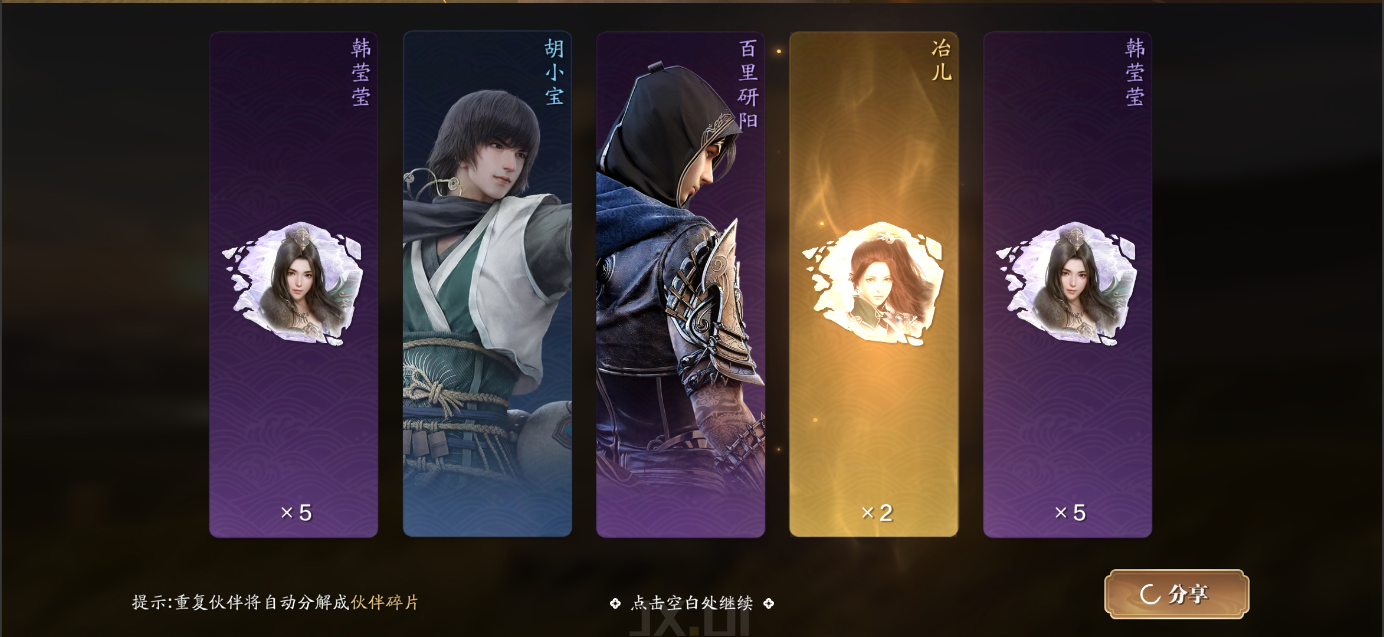 韩莹莹
胡小宝
百里研阳
冶儿
韩莹莹
×5
×2
×5
提示:重复伙伴将自动分解成伙伴碎片
点击空白处继续
分享